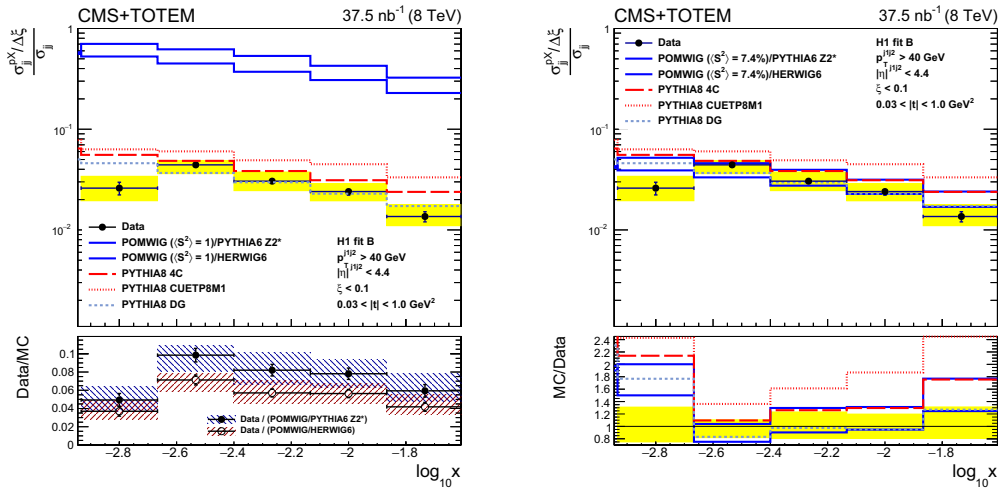 CMS+TOTEM 37.5 nb⁻¹ (8 TeV)
σ_jj^pX/Δξ
σ_jj
1
10⁻¹
10⁻²
Data
POMWIG (⟨S²⟩ = 1)/PYTHIA6 Z2*
POMWIG (⟨S²⟩ = 1)/HERWIG6
PYTHIA8 4C
PYTHIA8 CUETP8M1
PYTHIA8 DG
H1 fit B
p_T^j1j2 > 40 GeV
|η^j1j2| < 4.4
ξ < 0.1
0.03 < |t| < 1.0 GeV²
Data/MC
0.1
0.08
0.06
0.04
0.02
0
Data / (POMWIG/PYTHIA6 Z2*)
Data / (POMWIG/HERWIG6)
−2.8 −2.6 −2.4 −2.2 −2 −1.8
log₁₀x
CMS+TOTEM 37.5 nb⁻¹ (8 TeV)
σ_jj^pX/Δξ
σ_jj
1
10⁻¹
10⁻²
Data
POMWIG (⟨S²⟩ = 7.4%)/PYTHIA6 Z2*
POMWIG (⟨S²⟩ = 7.4%)/HERWIG6
PYTHIA8 4C
PYTHIA8 CUETP8M1
PYTHIA8 DG
H1 fit B
p_T^j1j2 > 40 GeV
|η^j1j2| < 4.4
ξ < 0.1
0.03 < |t| < 1.0 GeV²
MC/Data
2.4
2.2
2
1.8
1.6
1.4
1.2
1
0.8
−2.8 −2.6 −2.4 −2.2 −2 −1.8
log₁₀x